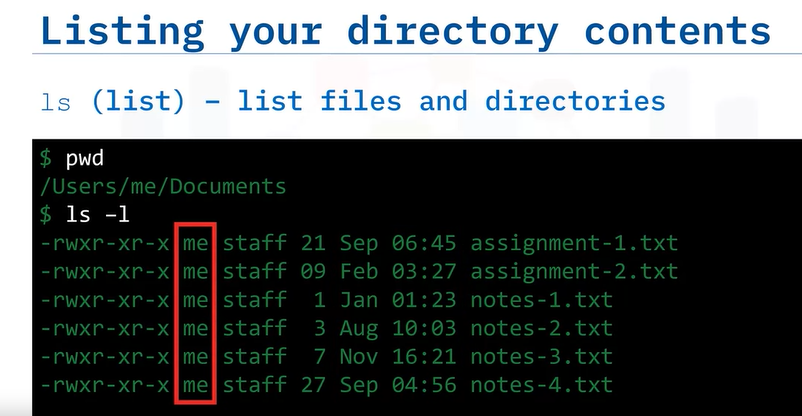 Listing your directory contents
ls (list) – list files and directories
$ pwd
/Users/me/Documents
$ ls –l
-rwxr-xr-x me staff 21 Sep 06:45 assignment-1.txt
-rwxr-xr-x me staff 09 Feb 03:27 assignment-2.txt
-rwxr-xr-x me staff  1 Jan 01:23 notes-1.txt
-rwxr-xr-x me staff  3 Aug 10:03 notes-2.txt
-rwxr-xr-x me staff  7 Nov 16:21 notes-3.txt
-rwxr-xr-x me staff 27 Sep 04:56 notes-4.txt